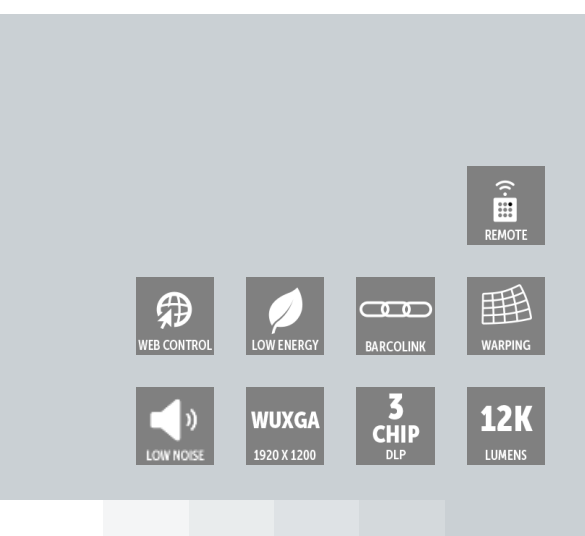 REMOTE
WEB CONTROL
LOW ENERGY
BARCOLINK
WARPING
LOW NOISE
WUXGA
1920 X 1200
3
CHIP
DLP
12K
LUMENS